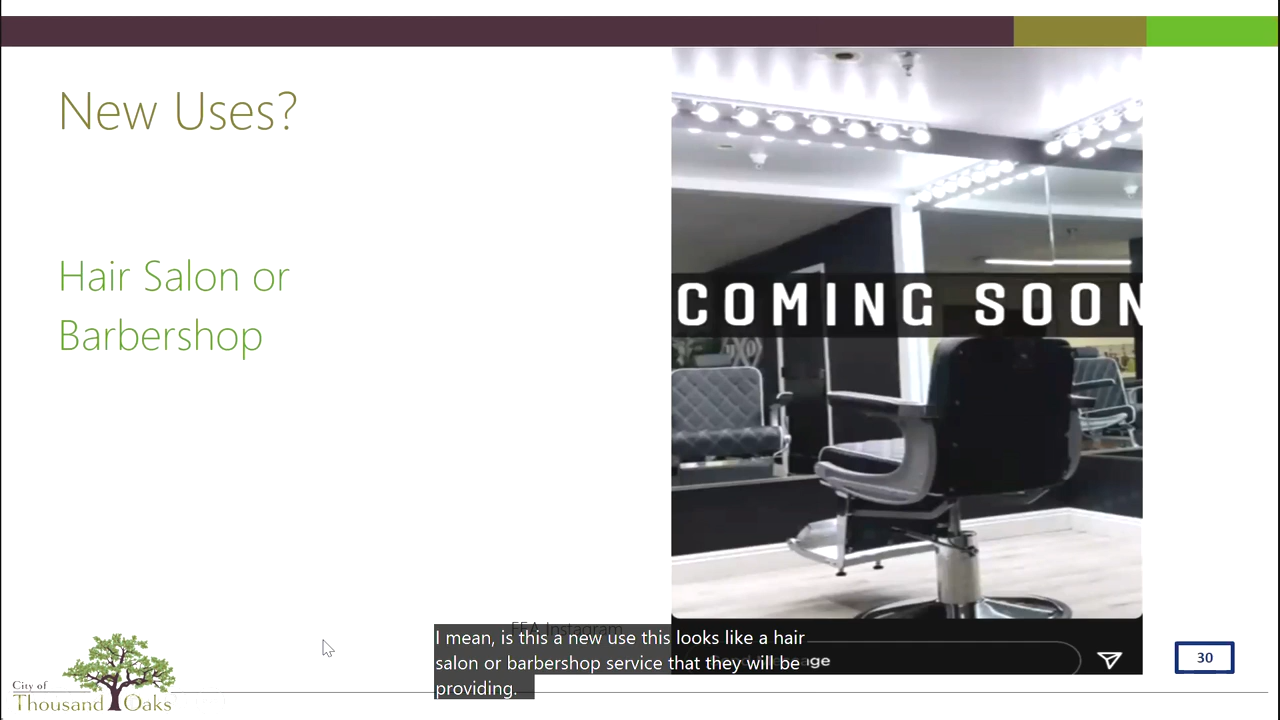 New Uses?
Hair Salon or
Barbershop
COMING SOON
Instagram
I mean, is this a new use this looks like a hair
salon or barbershop service that they will be
providing.
30
City of
Thousand Oaks